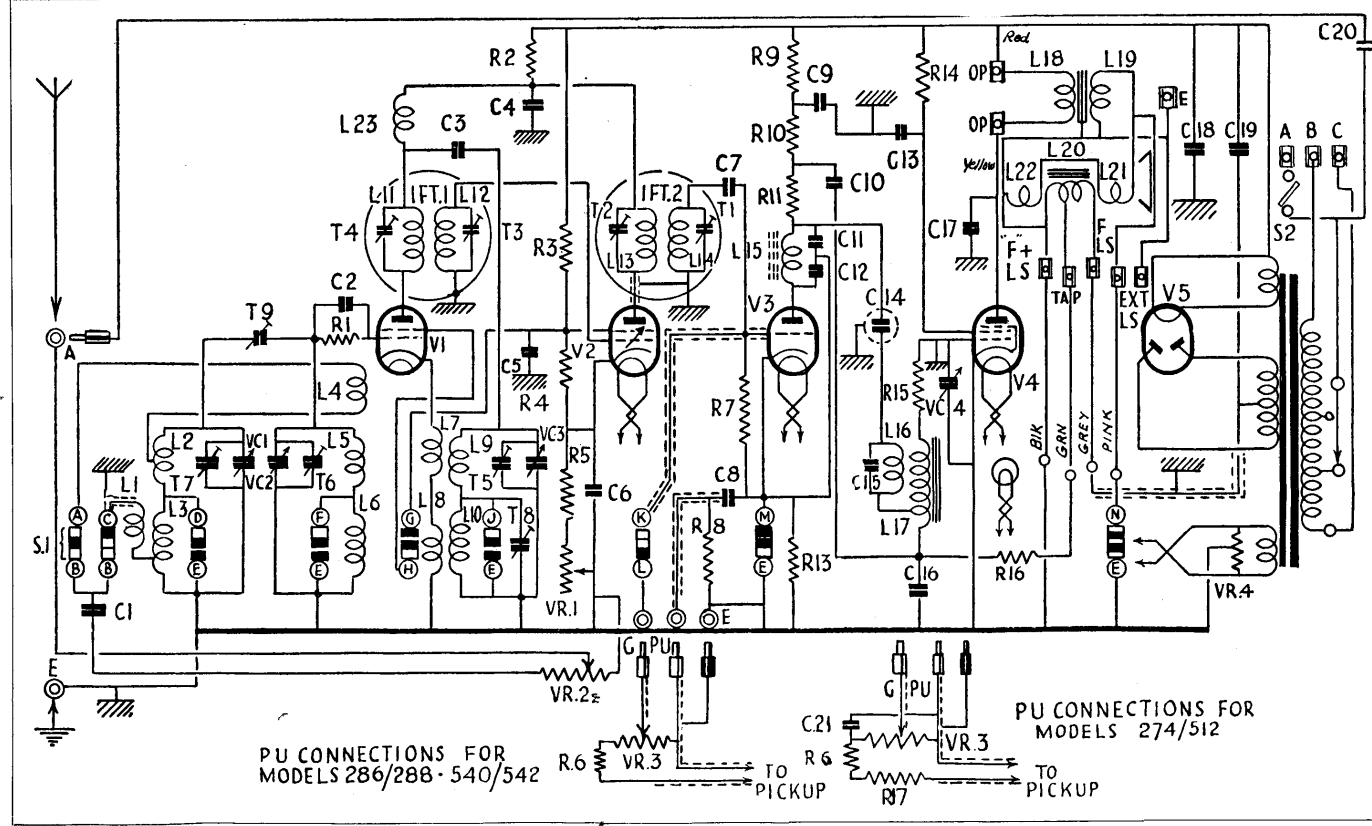 C20
R2
R9
C9
Red
L18
L19
OP
R14
E
C4
L23
C3
R10
C13
OP
C18
C19
A
B
C
C7
L20
Yellow
L22
L21
R11
C10
L11
IFT.1
L12
T2
IFT.2
T1
T4
T3
R3
C11
C17
S2
L15
"F+
LS
F
LS
L13
L14
C12
C2
TAP
EXT
LS
V5
T9
R1
V3
C14
A
V1
C5
V2
L4
R4
R7
R15
VC4
V4
BlK
GRN
GREY
PINK
L2
VC1
L5
L7
L9
VC3
L16
T7
VC2
T6
T5
R5
L1
C6
C8
C15
L3
L6
L8
L10
T8
L17
A
C
D
F
G
J
K
M
N
S.1
R8
B
B
E
E
H
E
L
E
R13
R16
E
C1
VR.1
C16
VR.4
E
G
PU
E
VR.2
G
PU
PU CONNECTIONS FOR
MODELS 274/512
C.21
VR.3
PU CONNECTIONS FOR
MODELS 286/288 · 540/542
R.6
VR.3
R6
TO
PICKUP
R17
TO
PICKUP